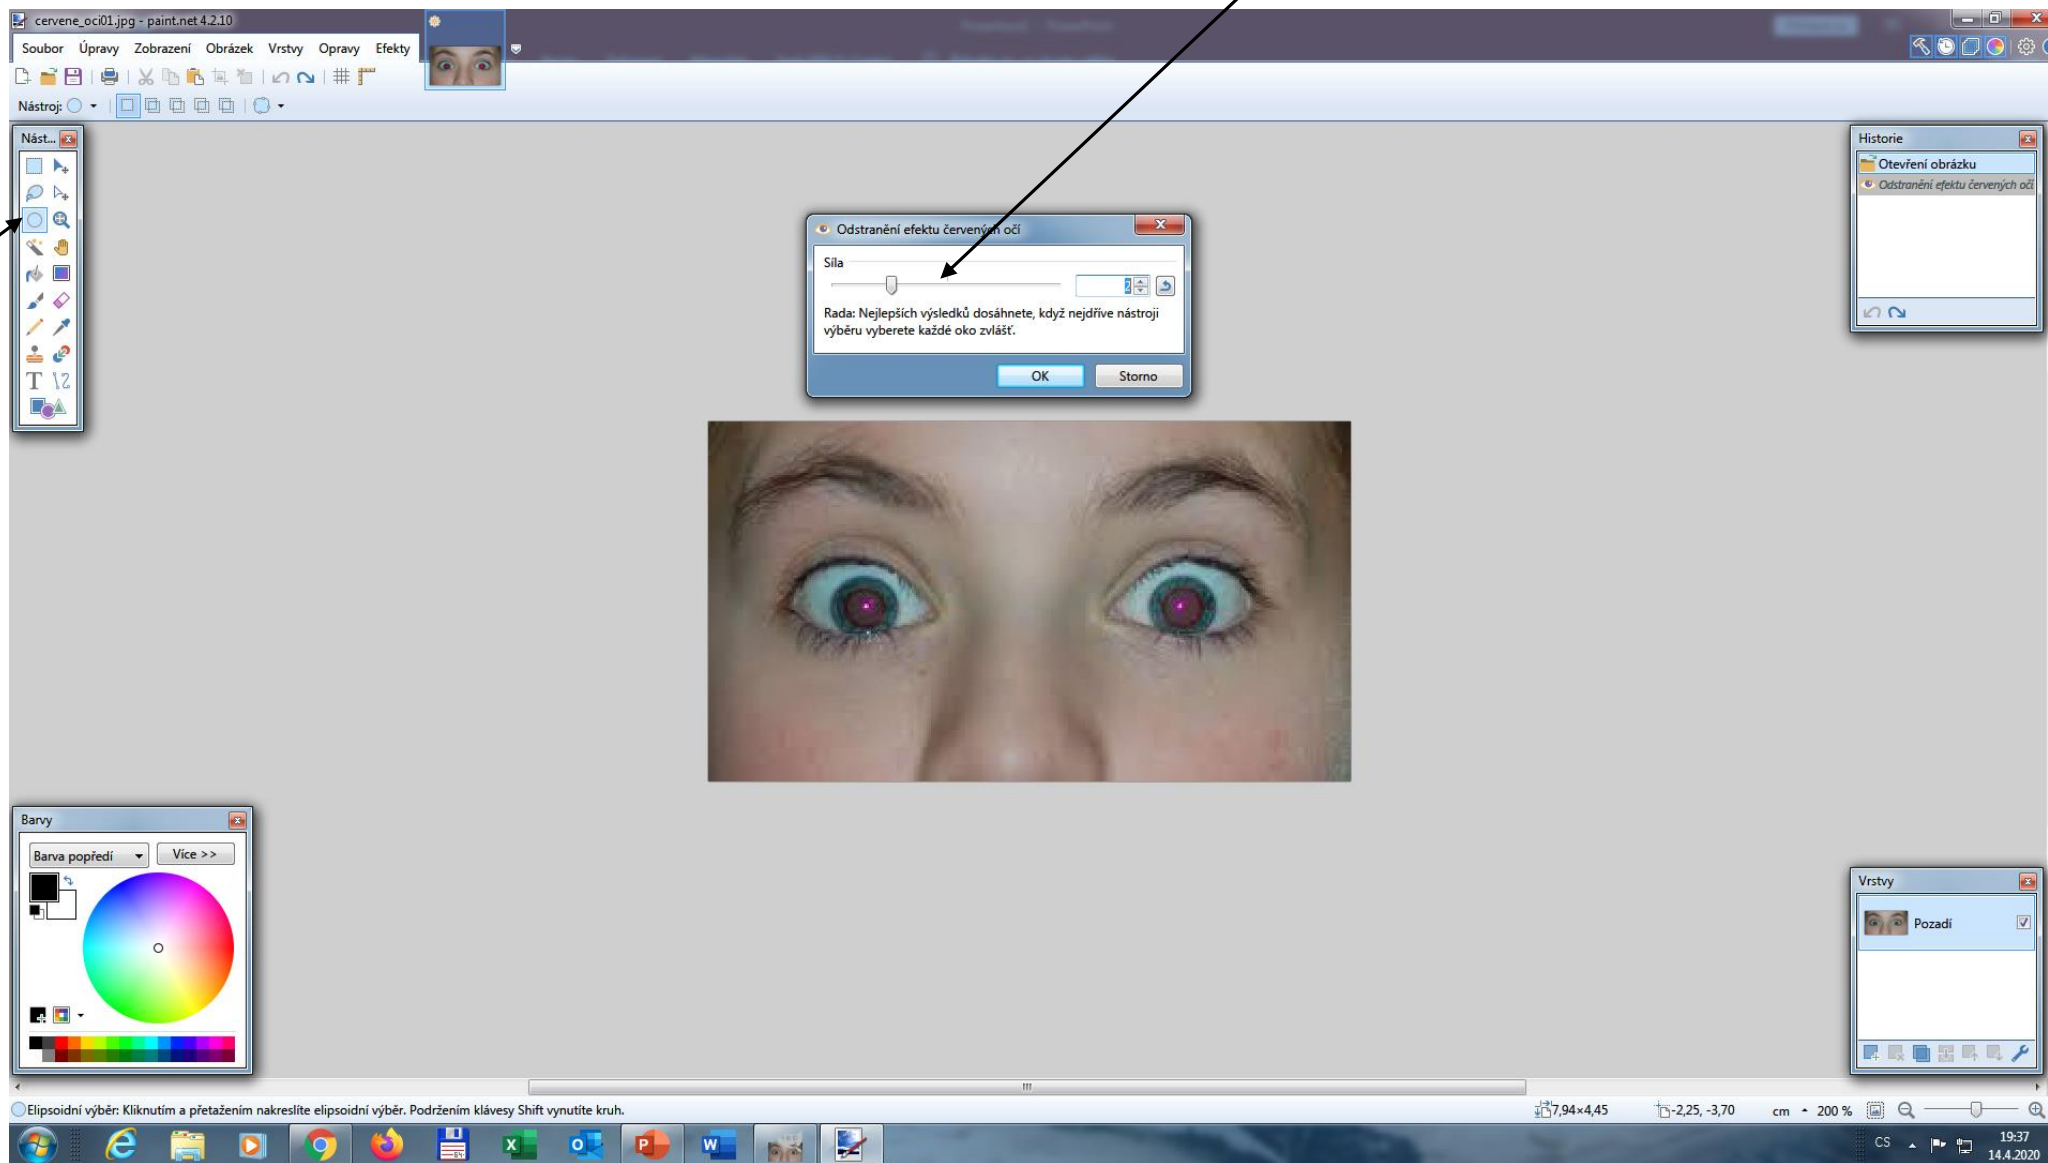 cervene_oci01.jpg - paint.net 4.2.10
Soubor Úpravy Zobrazení Obrázek Vrstvy Opravy Efekty
Nástroj:
Nást...
Historie
Otevření obrázku
Odstranění efektu červených očí
Odstranění efektu červených očí
Síla
2
Rada: Nejlepších výsledků dosáhnete, když nejdříve nástroji
výběru vyberete každé oko zvlášť.
OK Storno
Barvy
Barva popředí Více >>
Vrstvy
Pozadí
Elipsoidní výběr: Kliknutím a přetažením nakreslíte elipsoidní výběr. Podržením klávesy Shift vynutíte kruh.
7,94×4,45 -2,25, -3,70 cm 200 %
CS 19:37
14.4.2020